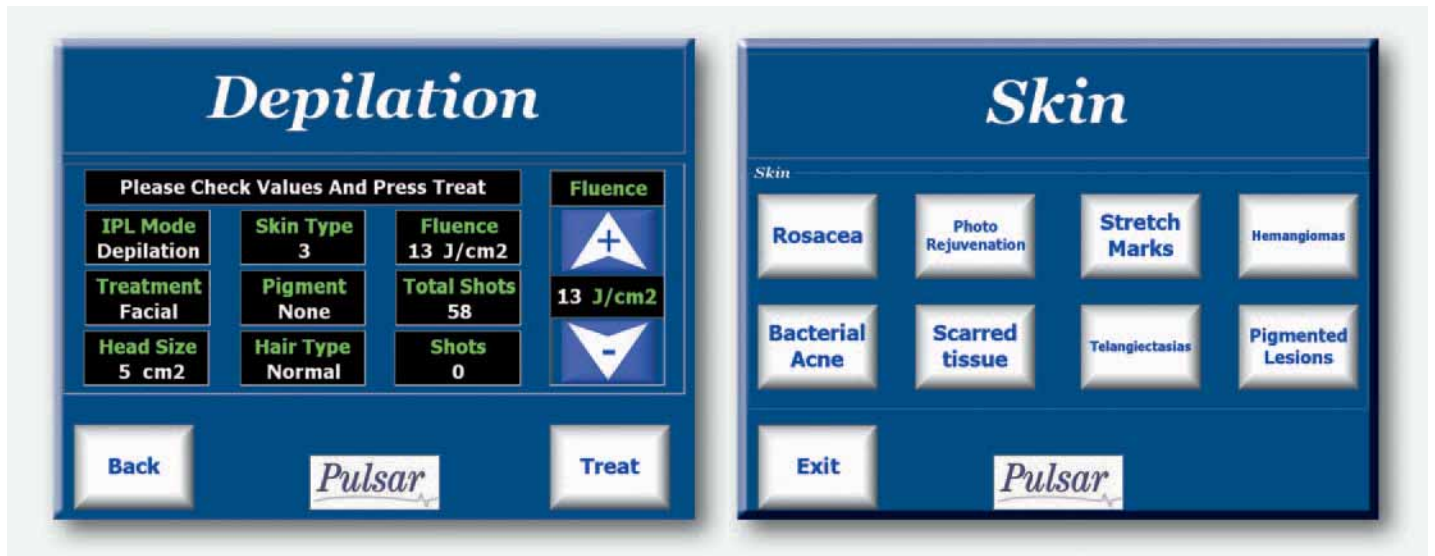 Depilation
Please Check Values And Press Treat
Fluence
IPL Mode
Depilation
Skin Type
3
Fluence
13 J/cm2
+
Treatment
Facial
Pigment
None
Total Shots
58
13 J/cm2
Head Size
5 cm2
Hair Type
Normal
Shots
0
-
Back
Pulsar
Treat
Skin
Skin
Rosacea
Photo
Rejuvenation
Stretch
Marks
Hemangiomas
Bacterial
Acne
Scarred
tissue
Telangiectasias
Pigmented
Lesions
Exit
Pulsar